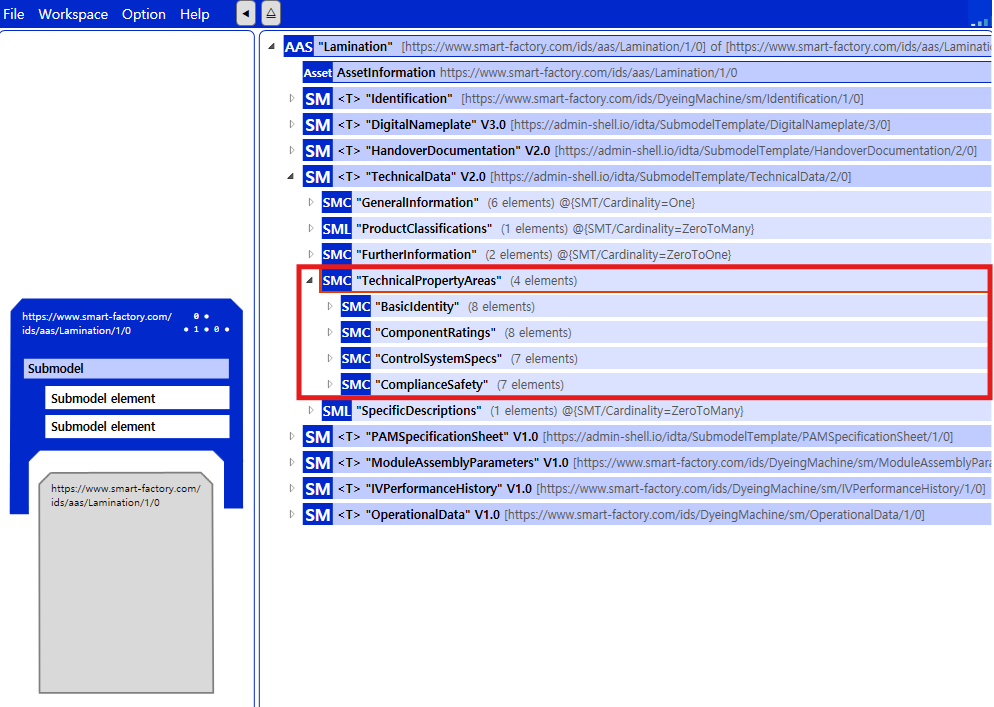 File Workspace Option Help
https://www.smart-factory.com/
ids/aas/Lamination/1/0
0
1 0
Submodel
Submodel element
Submodel element
https://www.smart-factory.com/
ids/aas/Lamination/1/0
AAS "Lamination" [https://www.smart-factory.com/ids/aas/Lamination/1/0] of [https://www.smart-factory.com/ids/aas/Laminati
Asset AssetInformation https://www.smart-factory.com/ids/aas/Lamination/1/0
SM <T> "Identification" [https://www.smart-factory.com/ids/DyeingMachine/sm/Identification/1/0]
SM <T> "DigitalNameplate" V3.0 [https://admin-shell.io/idta/SubmodelTemplate/DigitalNameplate/3/0]
SM <T> "HandoverDocumentation" V2.0 [https://admin-shell.io/idta/SubmodelTemplate/HandoverDocumentation/2/0]
SM <T> "TechnicalData" V2.0 [https://admin-shell.io/idta/SubmodelTemplate/TechnicalData/2/0]
SMC "GeneralInformation" (6 elements) @{SMT/Cardinality=One}
SML "ProductClassifications" (1 elements) @{SMT/Cardinality=ZeroToMany}
SMC "FurtherInformation" (2 elements) @{SMT/Cardinality=ZeroToOne}
SMC "TechnicalPropertyAreas" (4 elements)
SMC "BasicIdentity" (8 elements)
SMC "ComponentRatings" (8 elements)
SMC "ControlSystemSpecs" (7 elements)
SMC "ComplianceSafety" (7 elements)
SML "SpecificDescriptions" (1 elements) @{SMT/Cardinality=ZeroToMany}
SM <T> "PAMSpecificationSheet" V1.0 [https://admin-shell.io/idta/SubmodelTemplate/PAMSpecificationSheet/1/0]
SM <T> "ModuleAssemblyParameters" V1.0 [https://www.smart-factory.com/ids/DyeingMachine/sm/ModuleAssemblyPara
SM <T> "IVPerformanceHistory" V1.0 [https://www.smart-factory.com/ids/DyeingMachine/sm/IVPerformanceHistory/1/0]
SM <T> "OperationalData" V1.0 [https://www.smart-factory.com/ids/DyeingMachine/sm/OperationalData/1/0]